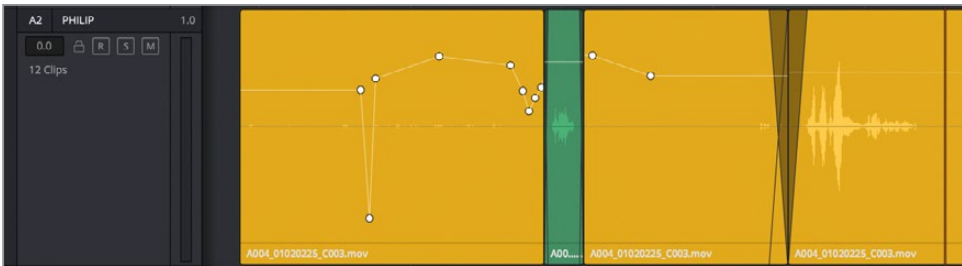 A2 PHILIP 1.0
0.0 R S M
12 Clips
A004_01020225_C003.mov A00.... A004_01020225_C003.mov A004_01020225_C003.mov